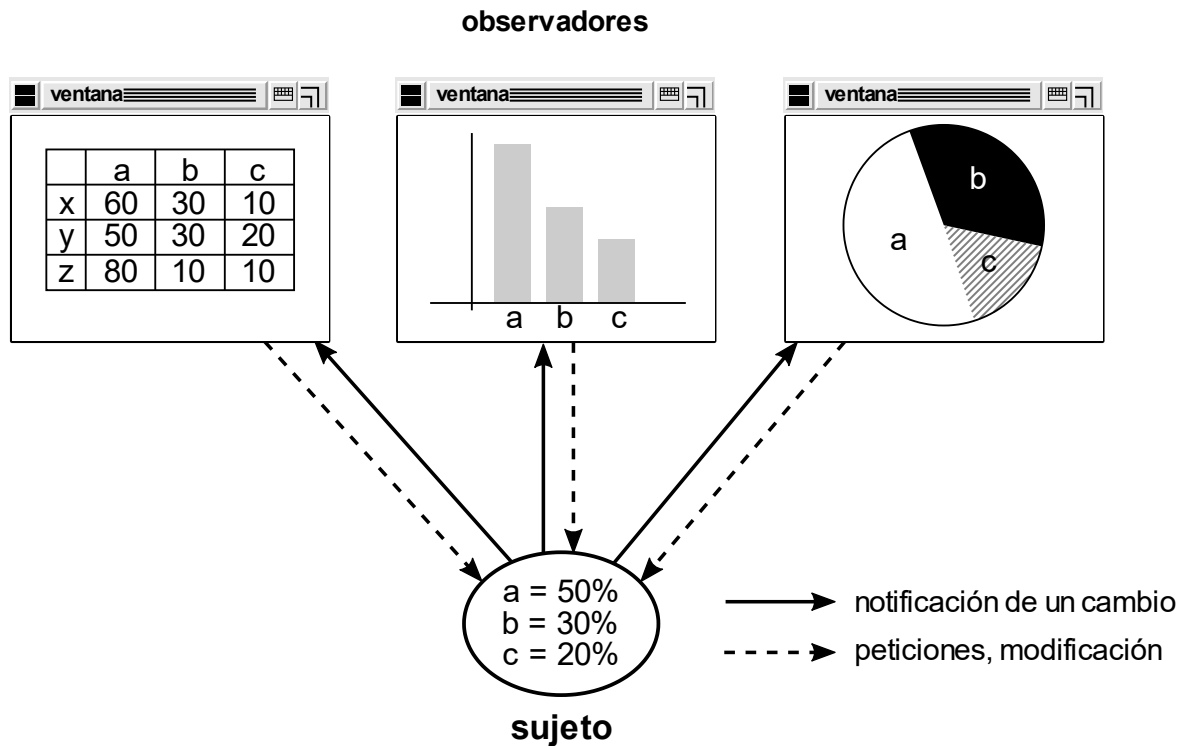 observadores
ventana
ventana
ventana
a b c
x 60 30 10
y 50 30 20
z 80 10 10
a b c
b
a
c
a = 50%
b = 30%
c = 20%
sujeto
notificación de un cambio
peticiones, modificación